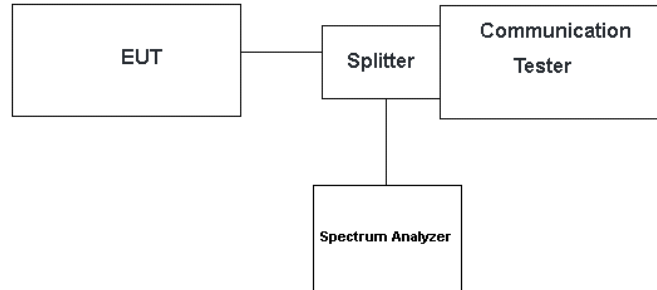 EUT
Splitter
Communication
Tester
Spectrum Analyzer